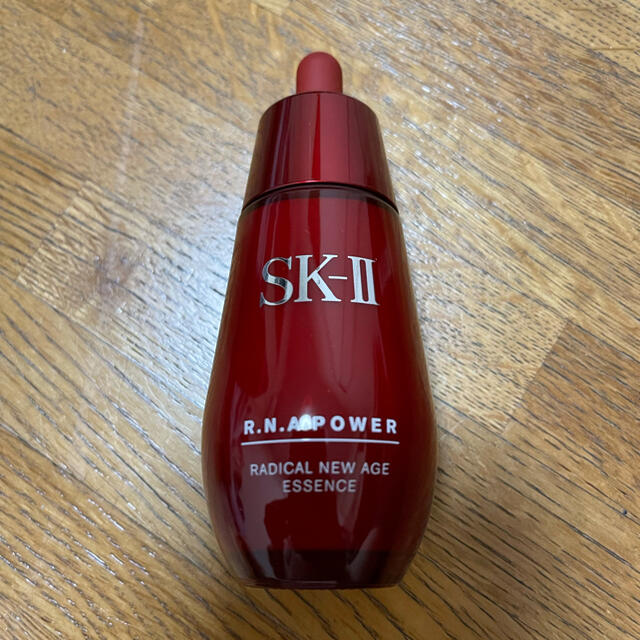 SK-II
R.N.A.POWER
RADICAL NEW AGE
ESSENCE